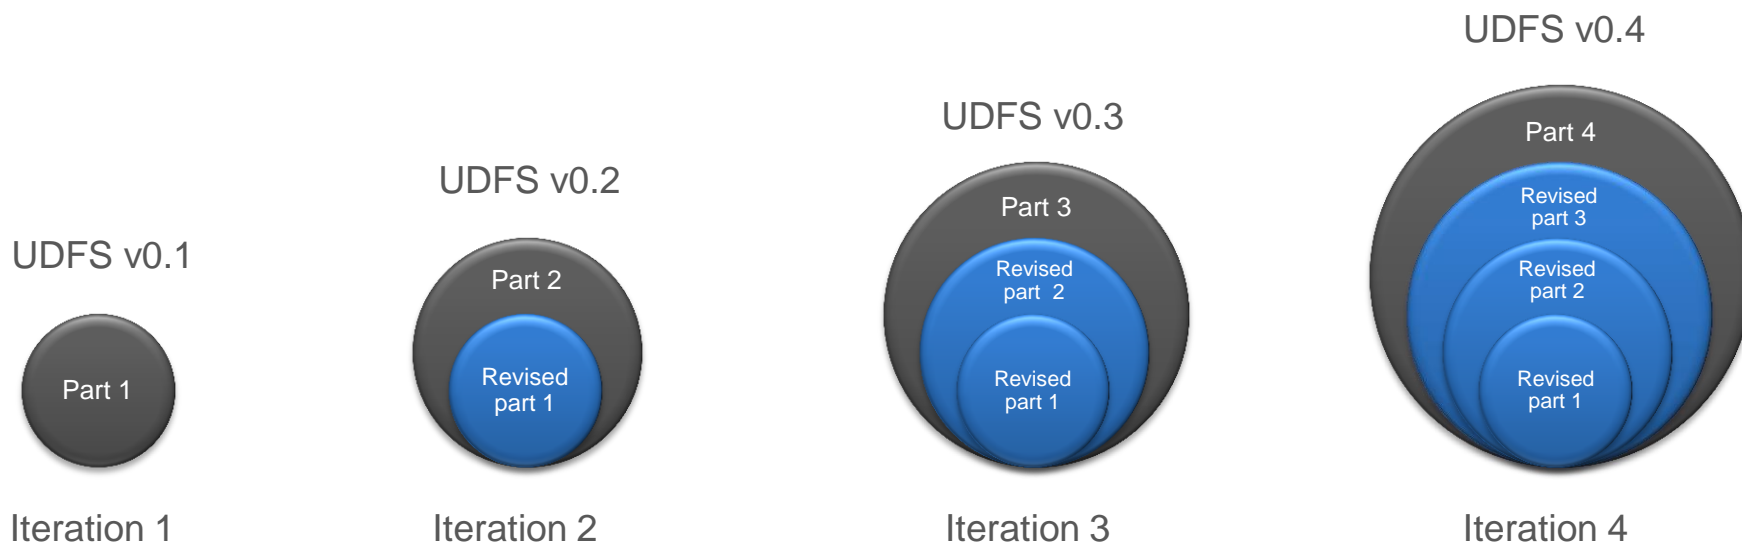 UDFS v0.1
Part 1
Iteration 1
UDFS v0.2
Part 2
Revised
part 1
Iteration 2
UDFS v0.3
Part 3
Revised
part  2
Revised
part 1
Iteration 3
UDFS v0.4
Part 4
Revised
part 3
Revised
part 2
Revised
part 1
Iteration 4